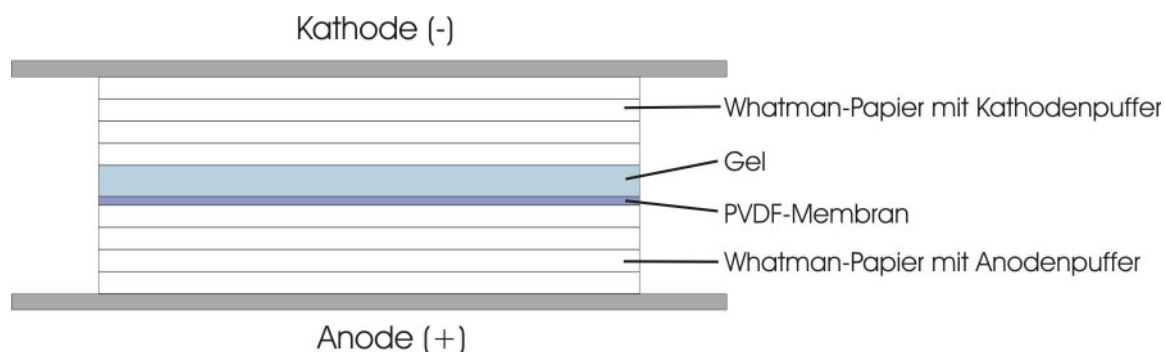 Kathode (-)
Whatman-Papier mit Kathodenpuffer
Gel
PVDF-Membran
Whatman-Papier mit Anodenpuffer
Anode (+)